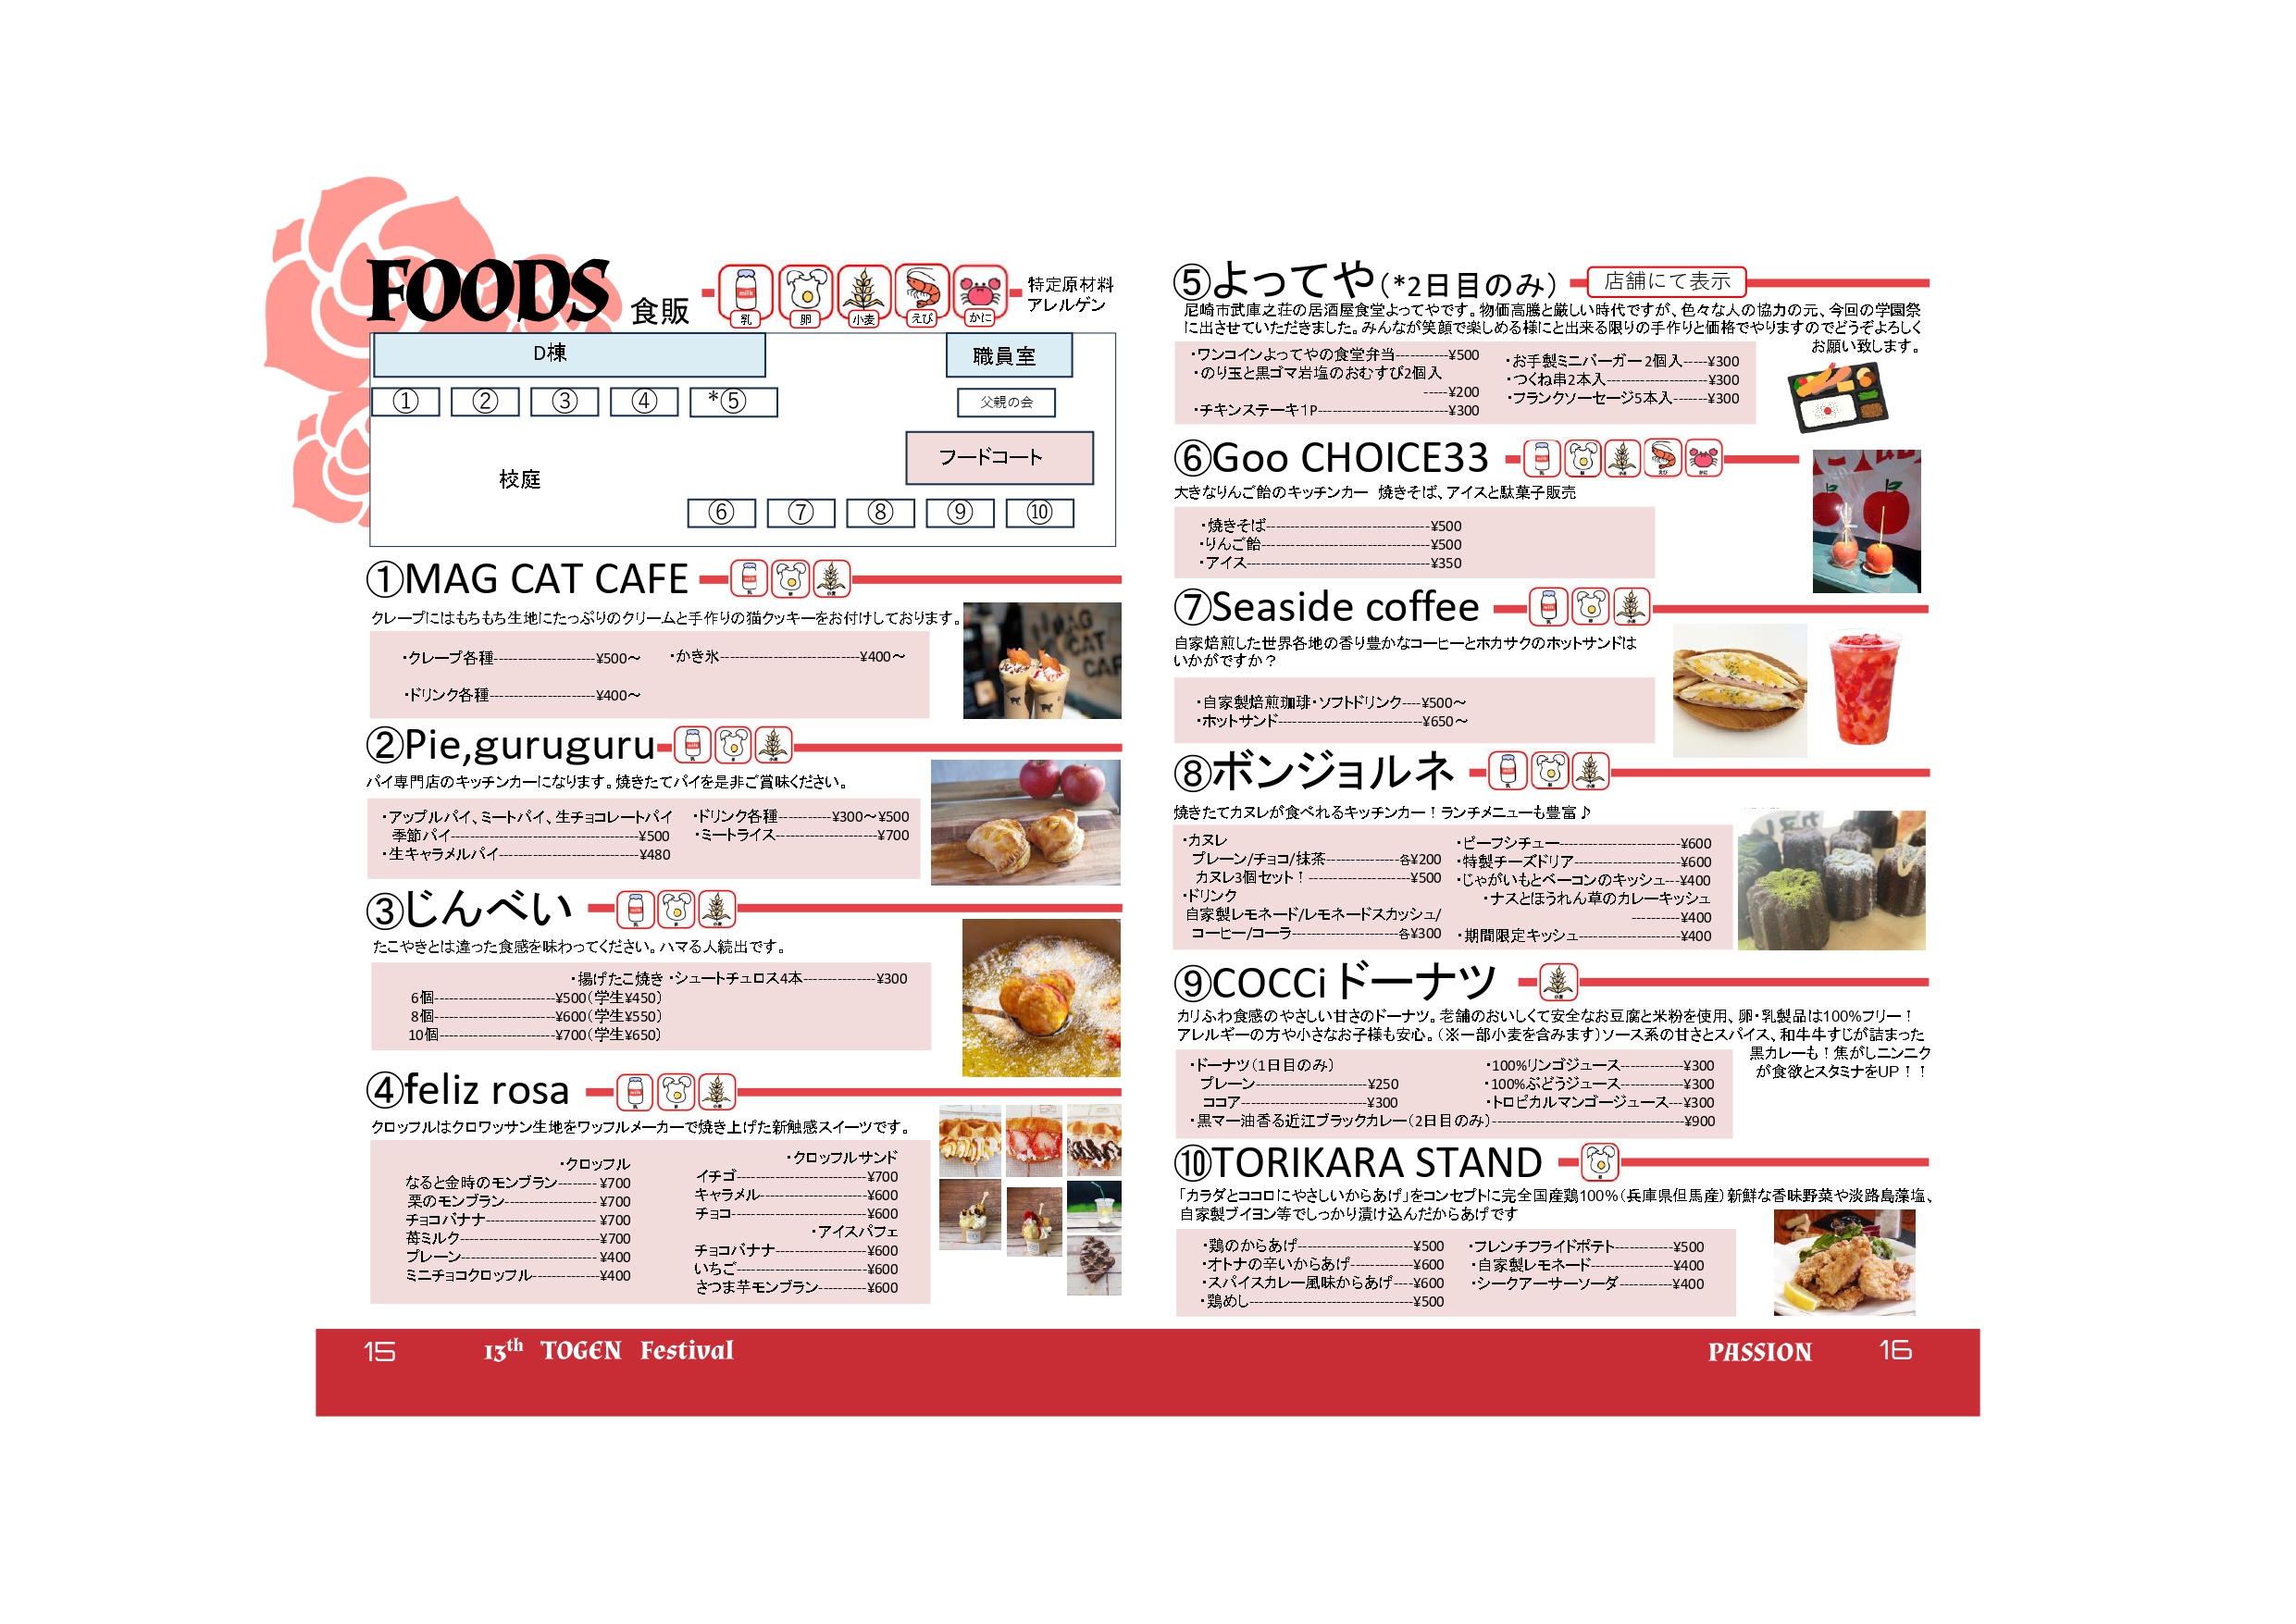 FOODS 食販
乳 卵 小麦 えび かに
特定原材料
アレルゲン
D棟
職員室
① ② ③ ④ *⑤
父親の会
フードコート
校庭
⑥ ⑦ ⑧ ⑨ ⑩
①MAG CAT CAFE
クレープにはもちもち生地にたっぷりのクリームと手作りの猫クッキーをお付けしております。
・クレープ各種---------------------¥500～ ・かき氷-----------------------------¥400～
・ドリンク各種----------------------¥400～
②Pie,guruguru
パイ専門店のキッチンカーになります。焼きたてパイを是非ご賞味ください。
・アップルパイ、ミートパイ、生チョコレートパイ
季節パイ---------------------------------------¥500
・生キャラメルパイ-----------------------------¥480
・ドリンク各種-----------¥300～¥500
・ミートライス---------------------¥700
③じんべい
たこやきとは違った食感を味わってください。ハマる人続出です。
・揚げたこ焼き ・シュートチュロス4本---------------¥300
6個-------------------------¥500（学生¥450）
8個-------------------------¥600（学生¥550）
10個------------------------¥700（学生¥650）
④feliz rosa
クロッフルはクロワッサン生地をワッフルメーカーで焼き上げた新触感スイーツです。
・クロッフル
なると金時のモンブラン--------¥700
栗のモンブラン-------------------¥700
チョコバナナ-----------------------¥700
苺ミルク-----------------------------¥700
プレーン----------------------------¥400
ミニチョコクロッフル--------------¥400
・クロッフルサンド
イチゴ---------------------------¥700
キャラメル----------------------¥600
チョコ----------------------------¥600
・アイスパフェ
チョコバナナ-------------------¥600
いちご---------------------------¥600
さつま芋モンブラン----------¥600
⑤よってや(*2日目のみ)
店舗にて表示
尼崎市武庫之荘の居酒屋食堂よってやです。物価高騰と厳しい時代ですが、色々な人の協力の元、今回の学園祭
に出させていただきました。みんなが笑顔で楽しめる様にと出来る限りの手作りと価格でやりますのでどうぞよろしく
お願い致します。
・ワンコインよってやの食堂弁当-----------¥500
・のり玉と黒ゴマ岩塩のおむすび2個入
-----¥200
・チキンステーキ1P---------------------------¥300
・お手製ミニバーガー2個入-----¥300
・つくね串2本入---------------------¥300
・フランクソーセージ5本入-------¥300
⑥Goo CHOICE33
大きなりんご飴のキッチンカー 焼きそば、アイスと駄菓子販売
・焼きそば----------------------------------¥500
・りんご飴-----------------------------------¥500
・アイス--------------------------------------¥350
⑦Seaside coffee
自家焙煎した世界各地の香り豊かなコーヒーとホカサクのホットサンドは
いかがですか？
・自家製焙煎珈琲・ソフトドリンク----¥500～
・ホットサンド------------------------------¥650～
⑧ボンジョルネ
焼きたてカヌレが食べれるキッチンカー！ランチメニューも豊富♪
・カヌレ
プレーン/チョコ/抹茶---------------各¥200
カヌレ3個セット！---------------------¥500
・ドリンク
自家製レモネード/レモネードスカッシュ/
コーヒー/コーラ----------------------各¥300
・ビーフシチュー-------------------------¥600
・特製チーズドリア----------------------¥600
・じゃがいもとベーコンのキッシュ---¥400
・ナスとほうれん草のカレーキッシュ
----------¥400
・期間限定キッシュ---------------------¥400
⑨COCCiドーナツ
カリふわ食感のやさしい甘さのドーナツ。老舗のおいしくて安全なお豆腐と米粉を使用、卵・乳製品は100%フリー！
アレルギーの方や小さなお子様も安心。（※一部小麦を含みます）ソース系の甘さとスパイス、和牛牛すじが詰まった
黒カレーも！焦がしニンニク
が食欲とスタミナをUP！！
・ドーナツ（1日目のみ）
プレーン-----------------------¥250
ココア--------------------------¥300
・100%リンゴジュース-------------¥300
・100%ぶどうジュース-------------¥300
・トロピカルマンゴージュース---¥300
・黒マー油香る近江ブラックカレー（2日目のみ）----------------------------------------¥900
⑩TORIKARA STAND
「カラダとココロにやさしいからあげ」をコンセプトに完全国産鶏100%（兵庫県但馬産）新鮮な香味野菜や淡路島藻塩、
自家製ブイヨン等でしっかり漬け込んだからあげです
・鶏のからあげ------------------------¥500
・オトナの辛いからあげ-------------¥600
・スパイスカレー風味からあげ----¥600
・鶏めし----------------------------------¥500
・フレンチフライドポテト------------¥500
・自家製レモネード-----------------¥400
・シークアーサーソーダ-----------¥400
15 13th TOGEN Festival
PASSION 16